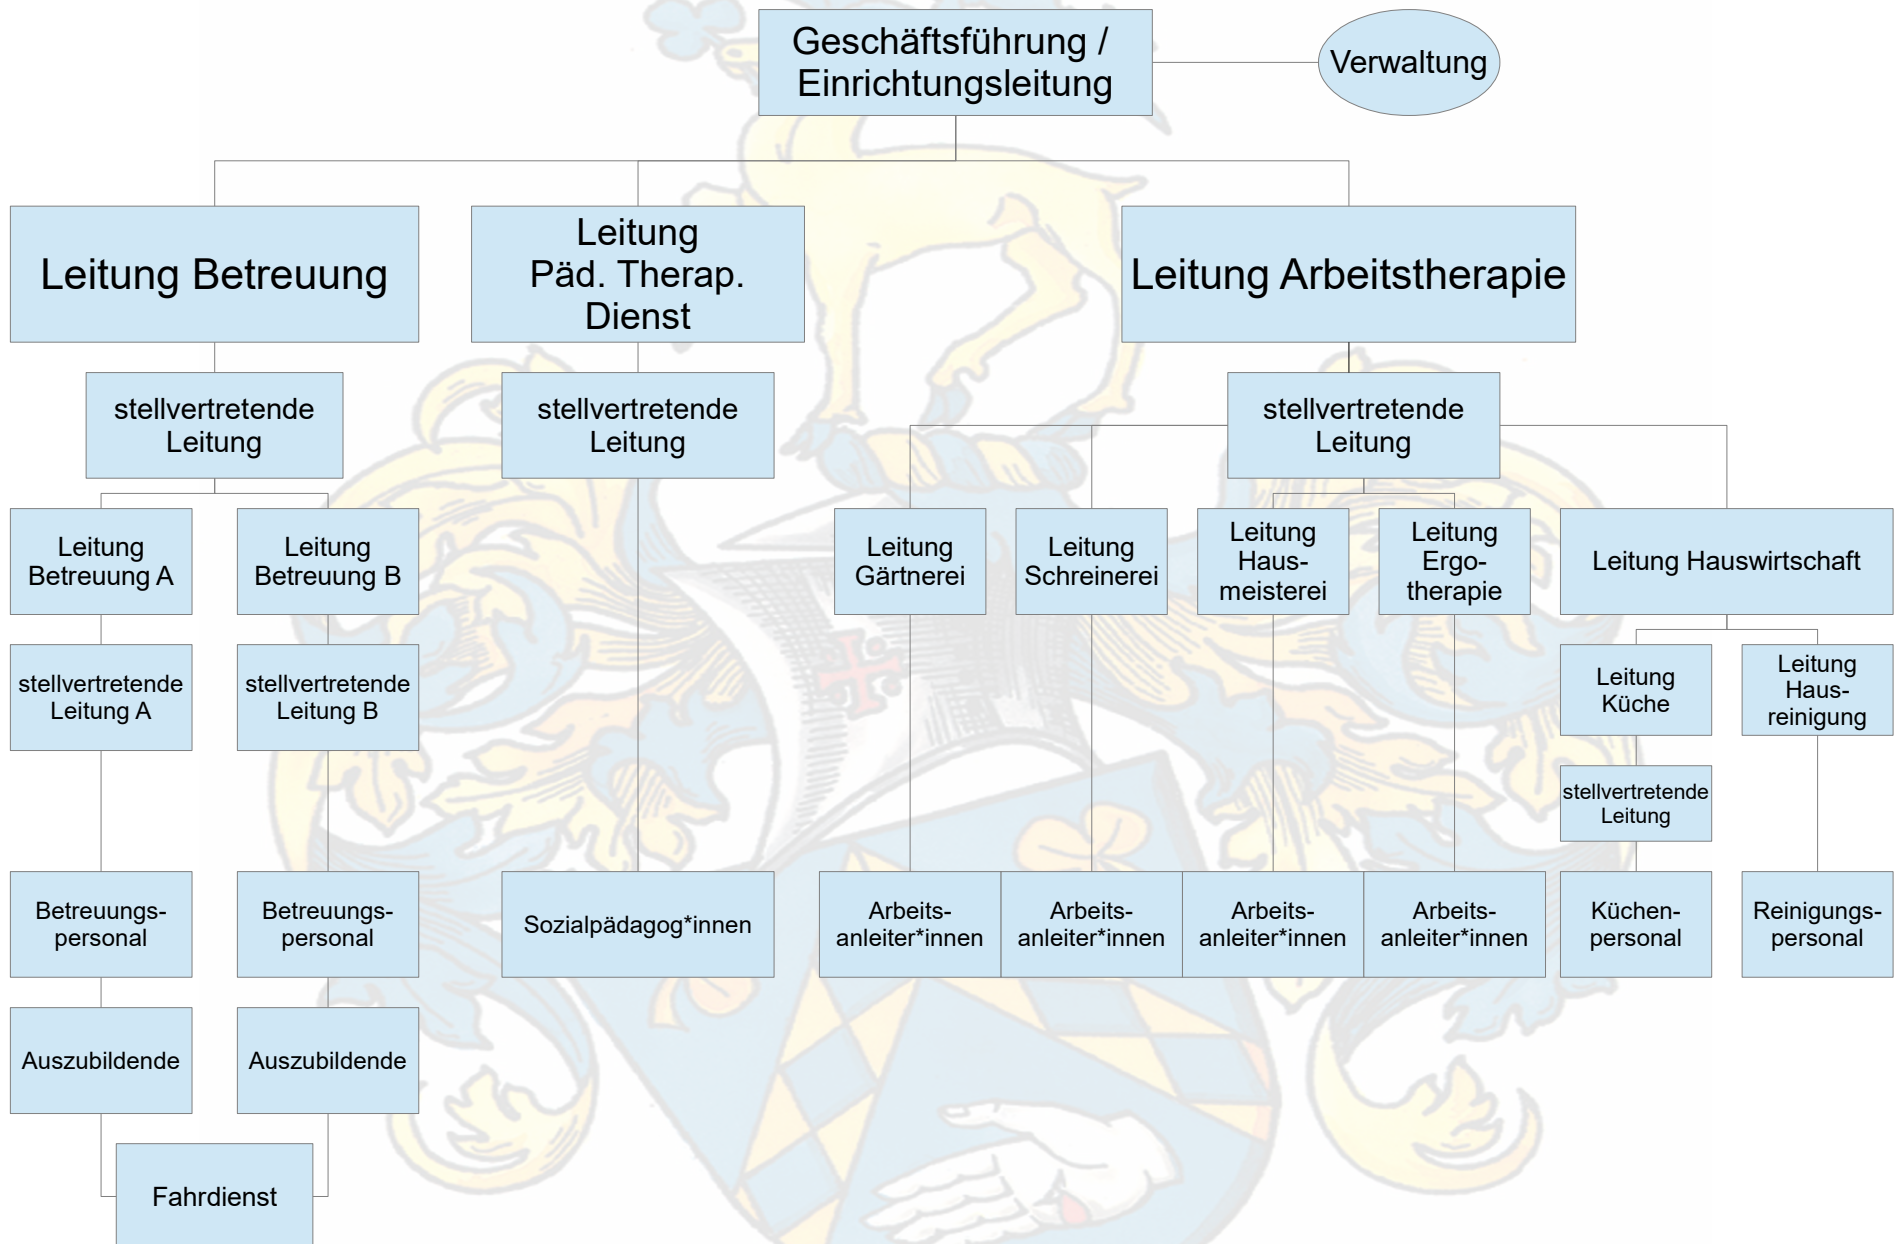 Geschäftsführung /
Einrichtungsleitung
Verwaltung
Leitung Betreuung
Leitung
Päd. Therap.
Dienst
Leitung Arbeitstherapie
stellvertretende
Leitung
stellvertretende
Leitung
stellvertretende
Leitung
Leitung
Betreuung A
Leitung
Betreuung B
Leitung
Gärtnerei
Leitung
Schreinerei
Leitung
Haus-
meisterei
Leitung
Ergo-
therapie
Leitung Hauswirtschaft
stellvertretende
Leitung A
stellvertretende
Leitung B
Leitung
Küche
Leitung
Haus-
reinigung
stellvertretende
Leitung
Betreuungs-
personal
Betreuungs-
personal
Sozialpädagog*innen
Arbeits-
anleiter*innen
Arbeits-
anleiter*innen
Arbeits-
anleiter*innen
Arbeits-
anleiter*innen
Küchen-
personal
Reinigungs-
personal
Auszubildende
Auszubildende
Fahrdienst